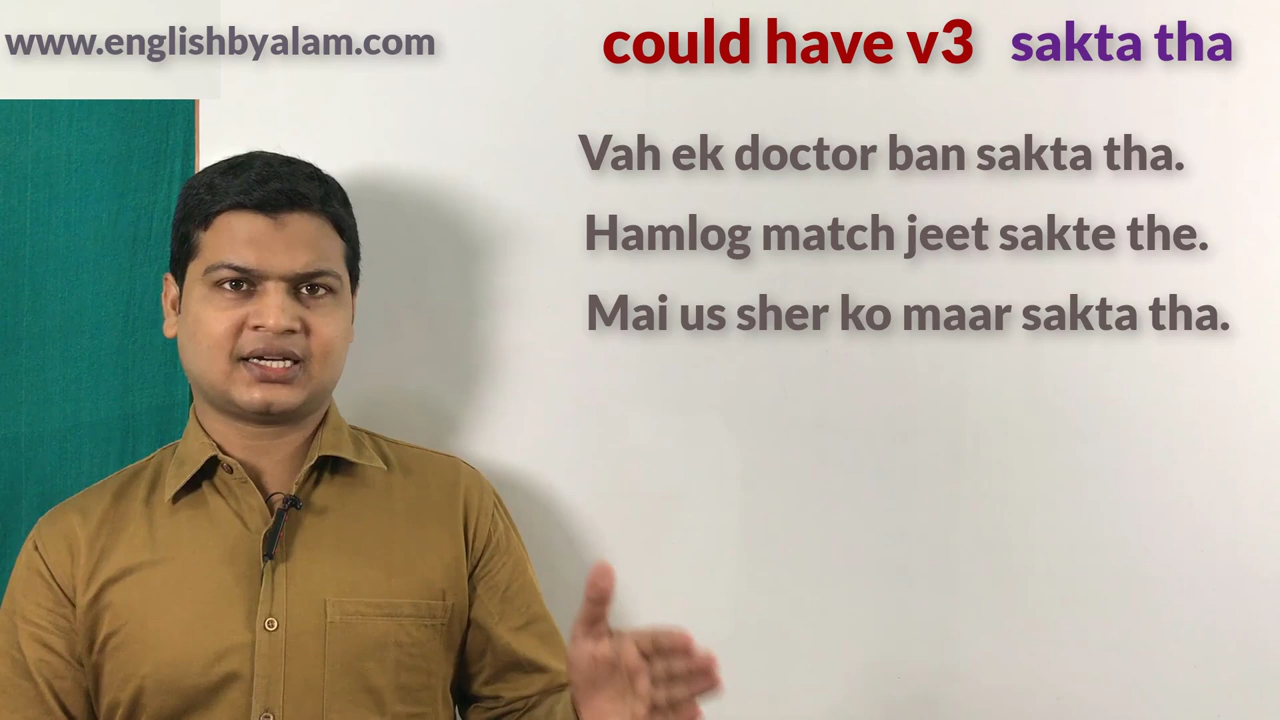 www.englishbyalam.com
could have v3 sakta tha
Vah ek doctor ban sakta tha.
Hamlog match jeet sakte the.
Mai us sher ko maar sakta tha.